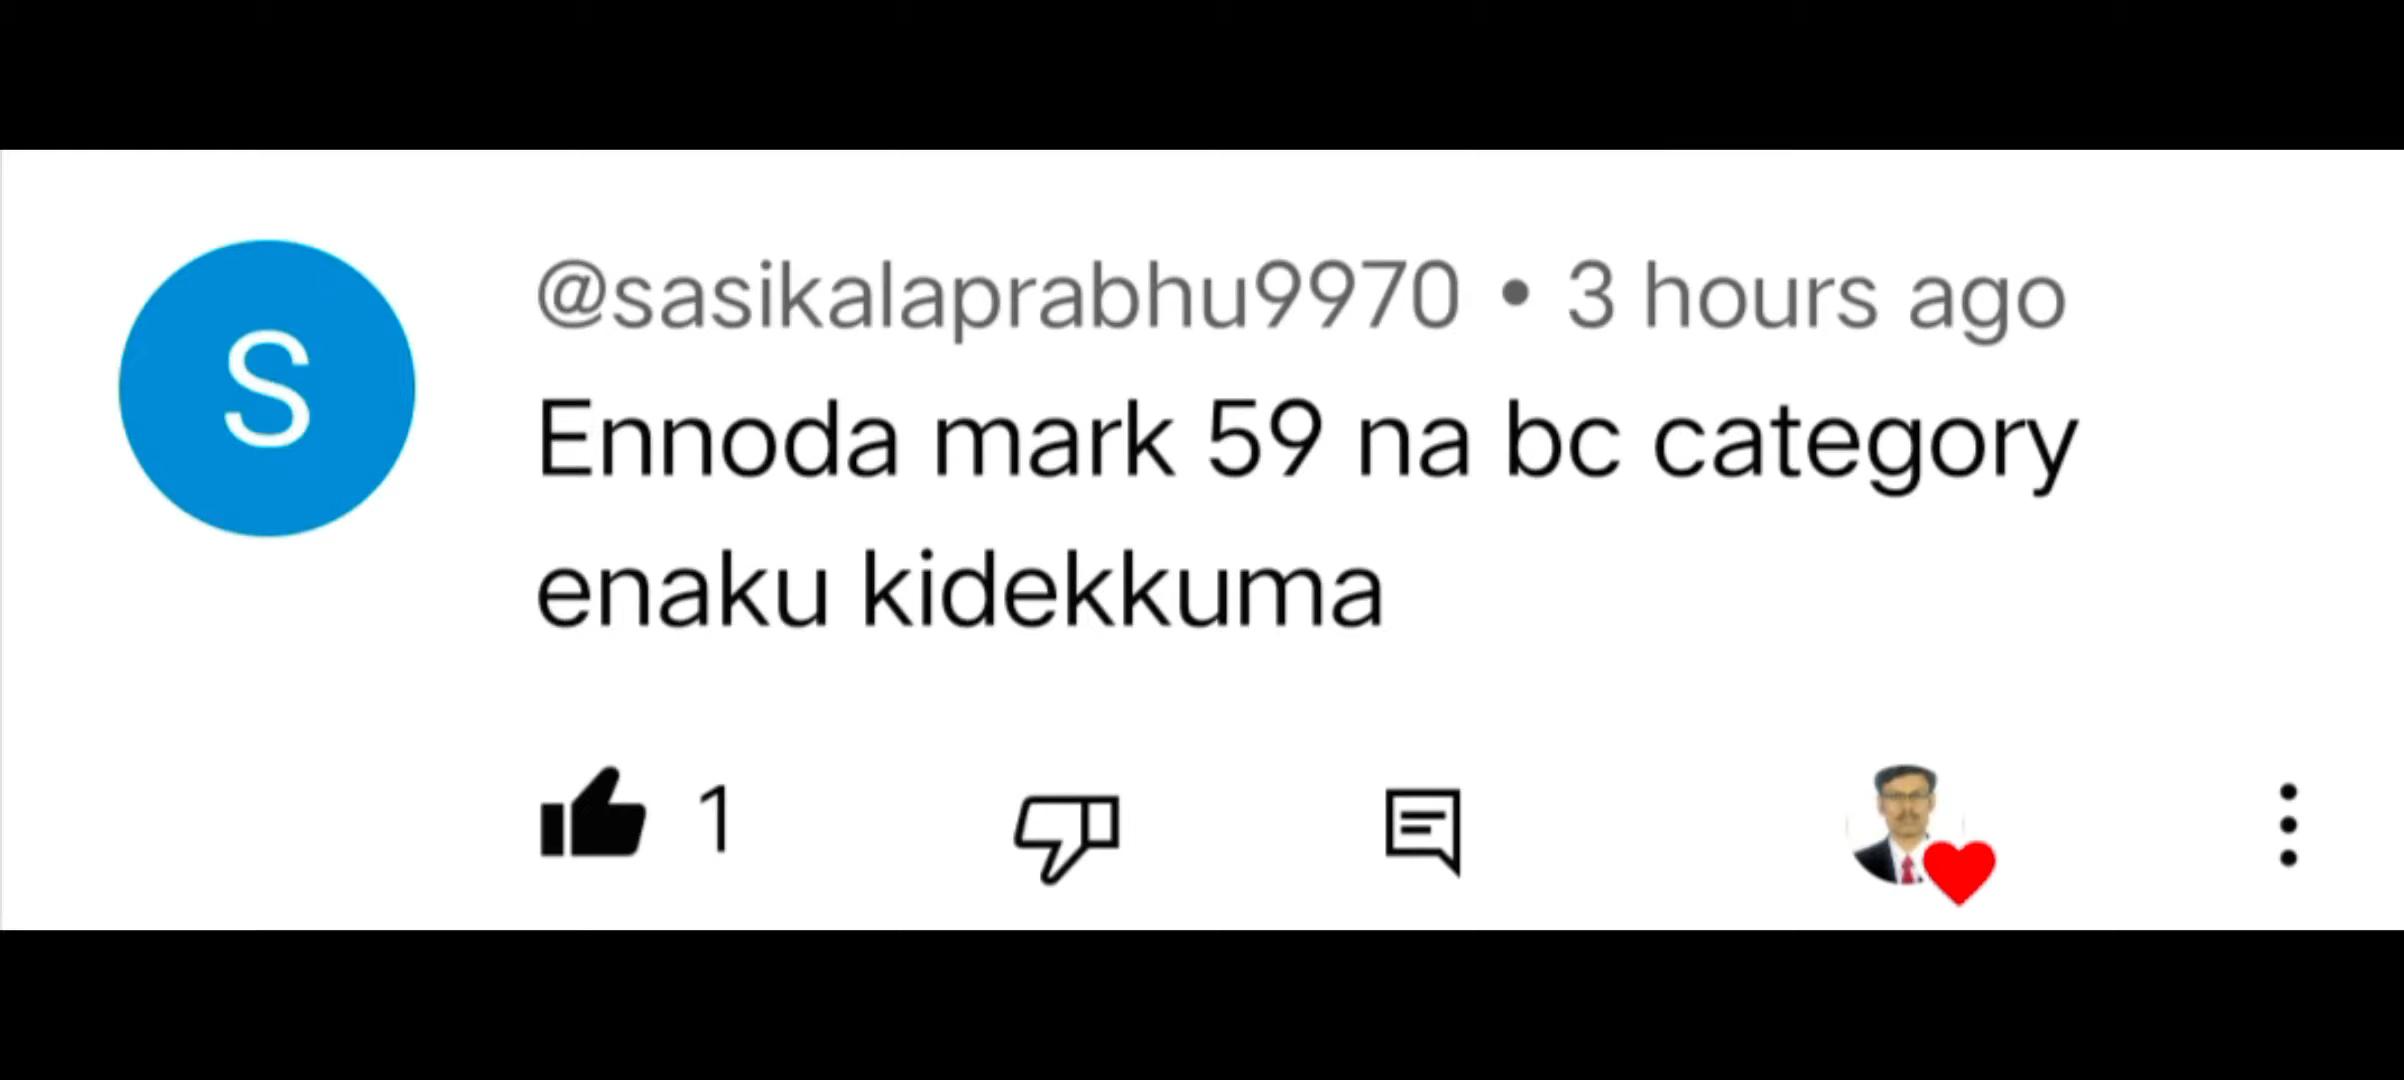 S
@sasikalaprabhu9970 • 3 hours ago
Ennoda mark 59 na bc category
enaku kidekkuma
1